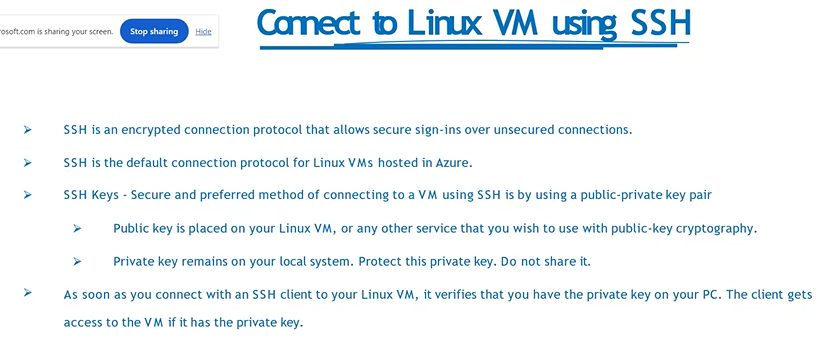 Connect to Linux VM using SSH
rosoft.com is sharing your screen. Stop sharing Hide
SSH is an encrypted connection protocol that allows secure sign-ins over unsecured connections.
SSH is the default connection protocol for Linux VMs hosted in Azure.
SSH Keys - Secure and preferred method of connecting to a VM using SSH is by using a public-private key pair
Public key is placed on your Linux VM, or any other service that you wish to use with public-key cryptography.
Private key remains on your local system. Protect this private key. Do not share it.
As soon as you connect with an SSH client to your Linux VM, it verifies that you have the private key on your PC. The client gets
access to the VM if it has the private key.